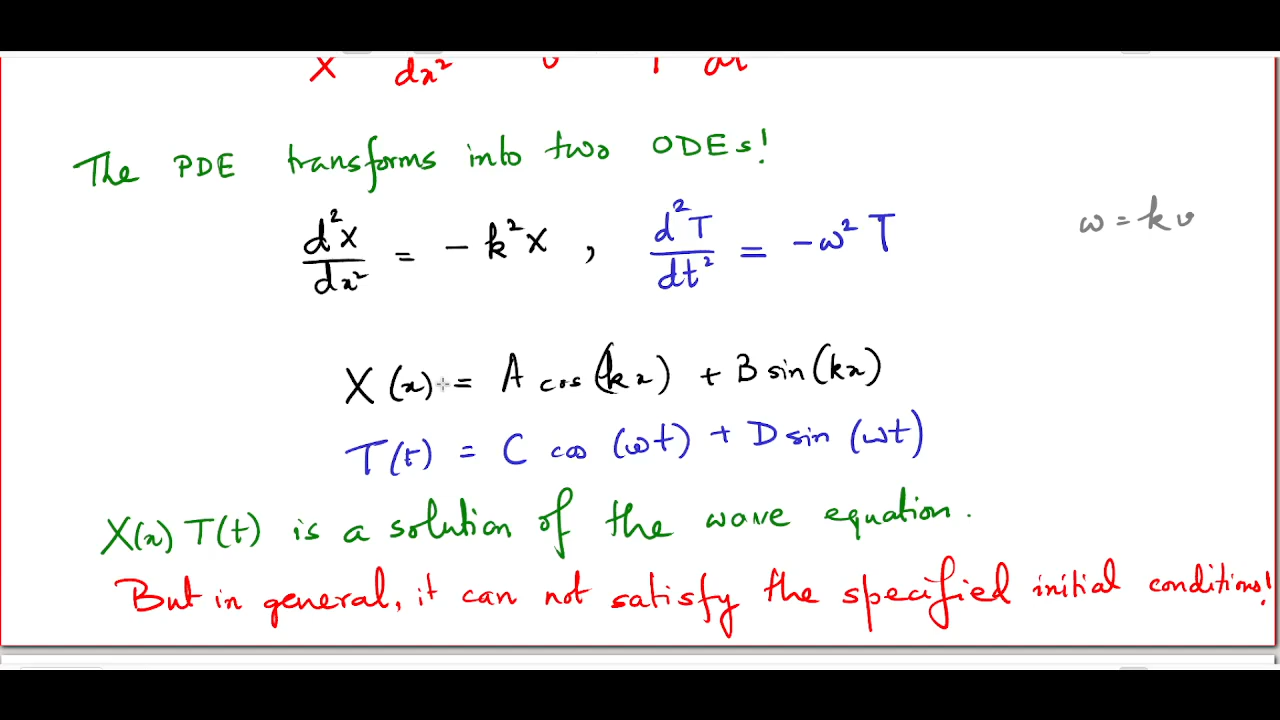 X dx² v T dt
The PDE transforms into two ODEs!
d²X/dx² = - k²X , d²T/dt² = -ω² T ω = kv
X(x) = A cos(kx) + B sin(kx)
T(t) = C cos (ωt) + D sin (ωt)
X(x) T(t) is a solution of the wave equation.
But in general, it can not satisfy the specified initial conditions!